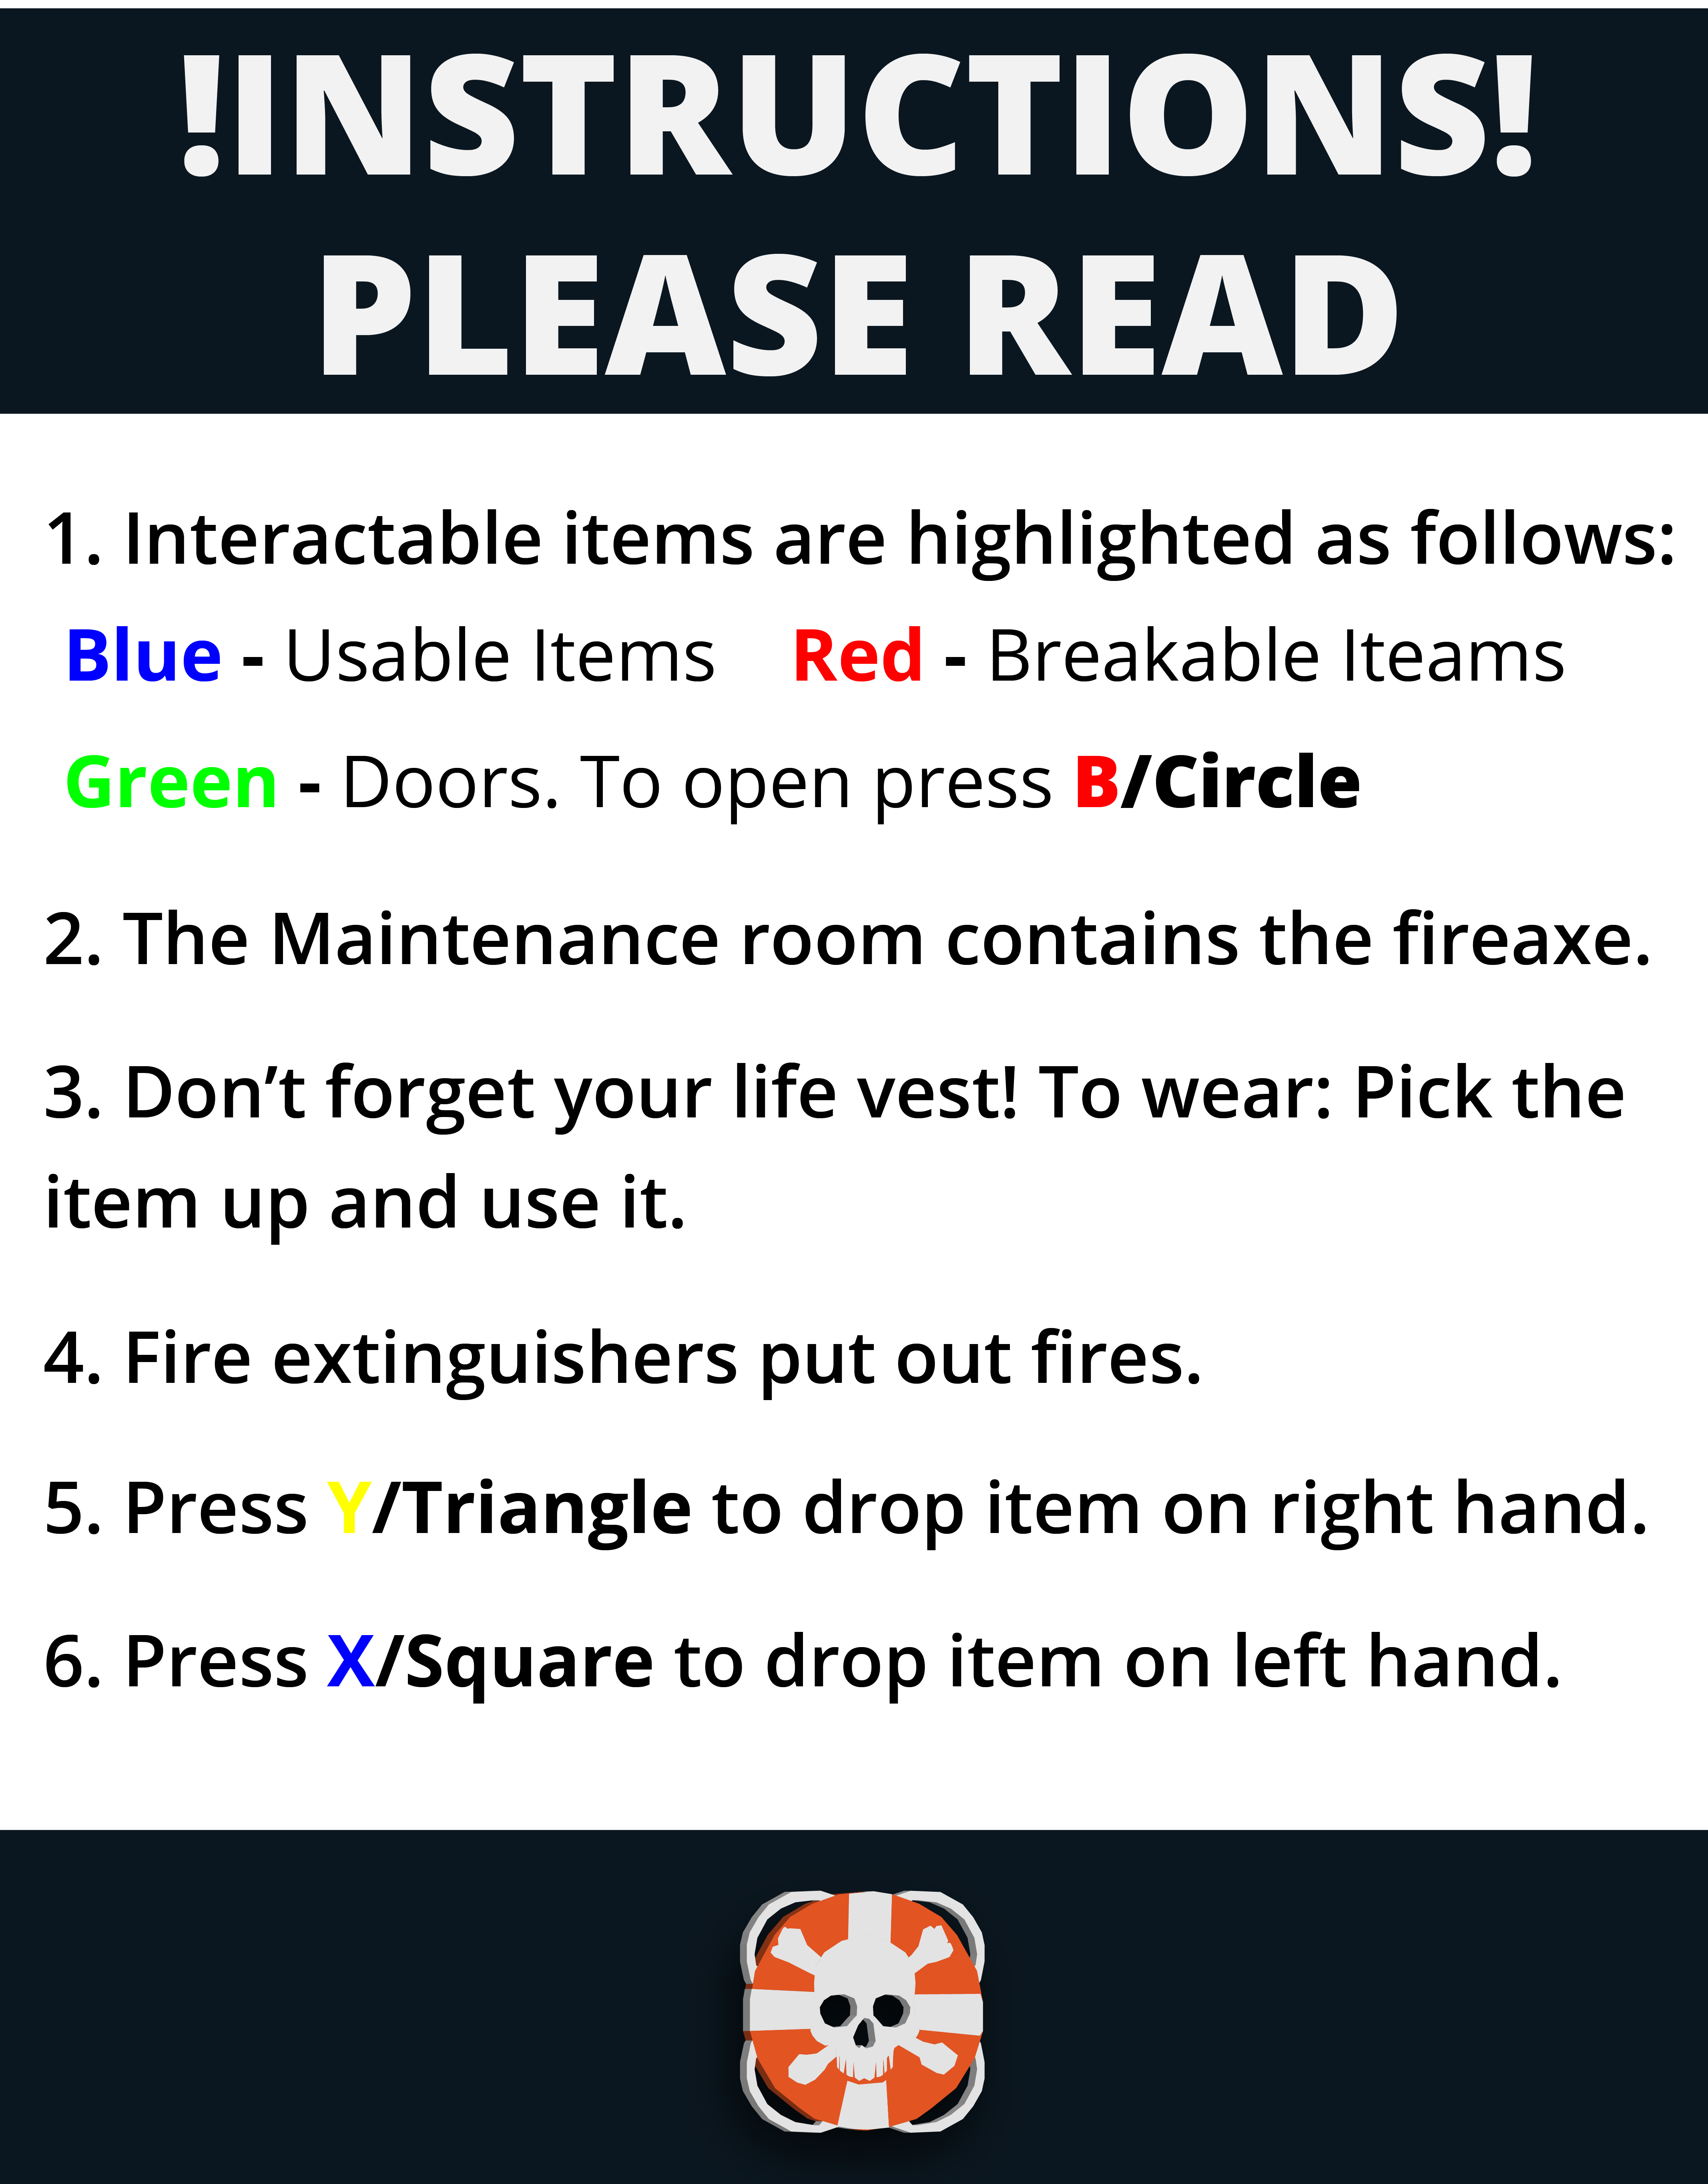 !INSTRUCTIONS!
PLEASE READ
1. Interactable items are highlighted as follows:
Blue - Usable Items Red - Breakable Iteams
Green - Doors. To open press B/Circle
2. The Maintenance room contains the fireaxe.
3. Don’t forget your life vest! To wear: Pick the
item up and use it.
4. Fire extinguishers put out fires.
5. Press Y/Triangle to drop item on right hand.
6. Press X/Square to drop item on left hand.